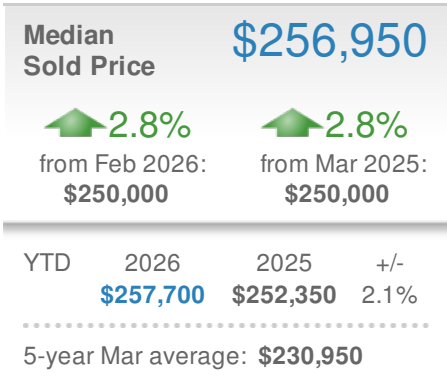 Median $256,950
Sold Price
2.8% 2.8%
from Feb 2026: from Mar 2025:
$250,000 $250,000
YTD 2026 2025 +/-
$257,700 $252,350 2.1%
5-year Mar average: $230,950